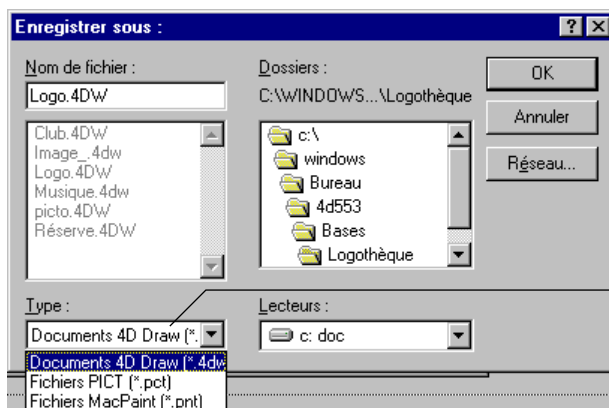 Enregistrer sous :
Nom de fichier :
Logo.4DW
Club.4DW
Image_.4dw
Logo.4DW
Musique.4dw
picto.4DW
Réserve.4DW
Dossiers :
C:\WINDOWS...\Logothèque
c:\
windows
Bureau
4d553
Bases
Logothèque
OK
Annuler
Réseau...
Type :
Documents 4D Draw (*.
Documents 4D Draw (*.4dw
Fichiers PICT (*.pct)
Fichiers MacPaint (*.pnt)
Lecteurs :
c: doc